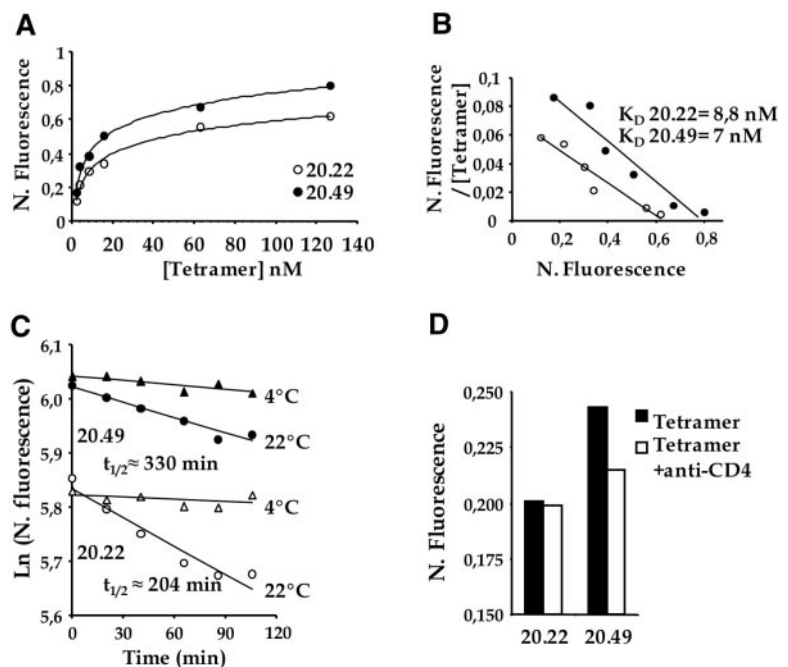 A
N. Fluorescence
1
0,8
0,6
0,4
0,2
0
0 20 40 60 80 100 120 140
[Tetramer] nM
20.22
20.49
B
N. Fluorescence
/ [Tetramer]
0,1
0,08
0,06
0,04
0,02
0
0 0,2 0,4 0,6 0,8
N. Fluorescence
K_D 20.22= 8,8 nM
K_D 20.49= 7 nM
C
Ln (N. fluorescence)
6,1
6,0
5,9
5,8
5,7
5,6
0 30 60 90 120
Time (min)
4°C
20.49
22°C
t1/2 ≈ 330 min
4°C
20.22
t1/2 ≈ 204 min
22°C
D
N. Fluorescence
0,250
0,225
0,200
0,175
0,150
20.22 20.49
Tetramer
Tetramer
+anti-CD4